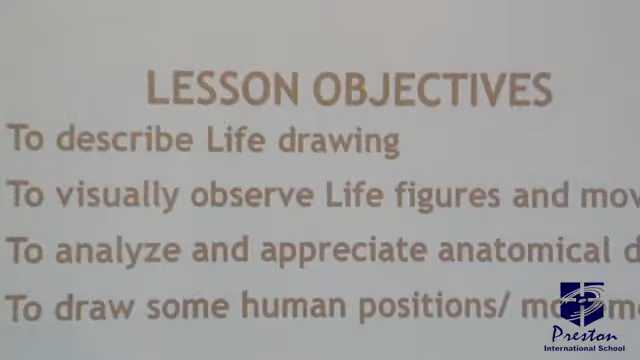 LESSON OBJECTIVES
To describe Life drawing
To visually observe Life figures and mov
To analyze and appreciate anatomical d
To draw some human positions/
Preston
International School